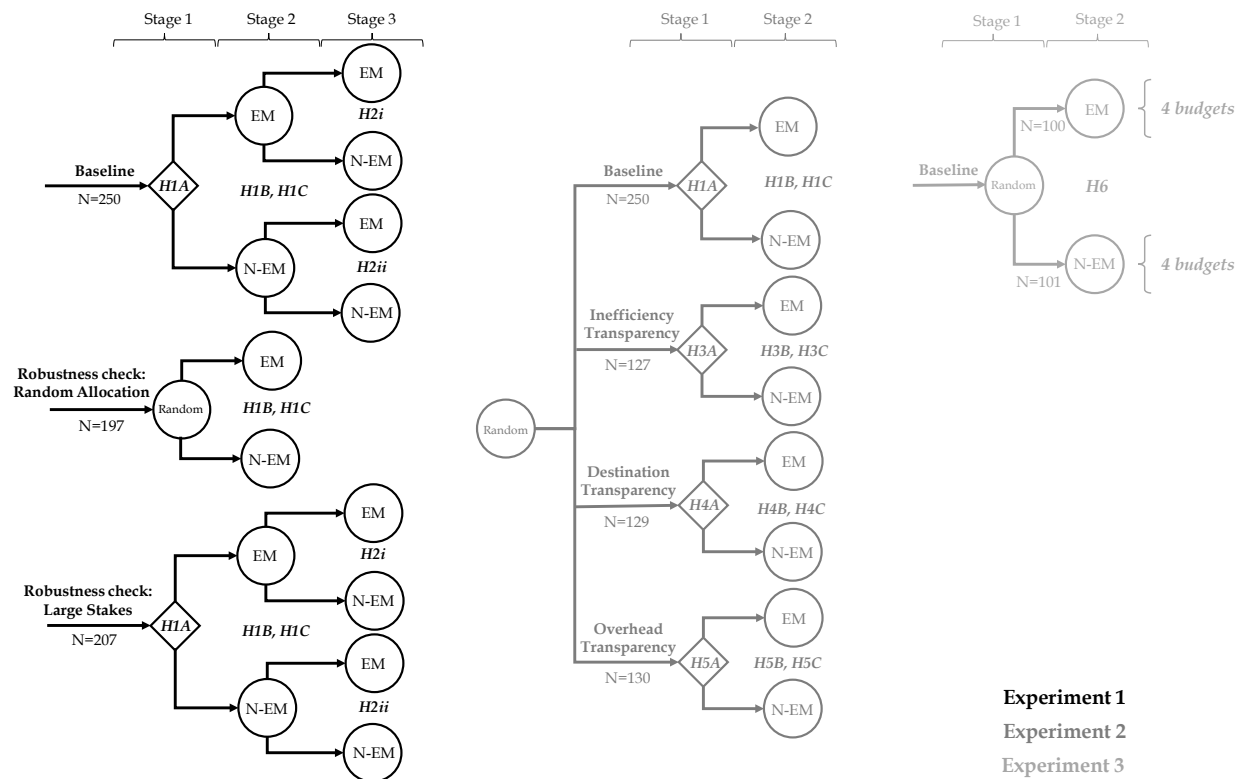 Stage 1
Stage 2
Stage 3
EM
H2i
EM
N-EM
Baseline
H1A
H1B, H1C
N=250
EM
N-EM
H2ii
N-EM
Robustness check:
Random Allocation
EM
Random
H1B, H1C
N=197
N-EM
EM
H2i
EM
N-EM
Robustness check:
Large Stakes
H1A
H1B, H1C
N=207
EM
N-EM
H2ii
N-EM
Stage 1
Stage 2
Random
EM
Baseline
H1A
H1B, H1C
N=250
N-EM
EM
Inefficiency
Transparency
H3A
H3B, H3C
N=127
N-EM
EM
Destination
Transparency
H4A
H4B, H4C
N=129
N-EM
EM
Overhead
Transparency
H5A
H5B, H5C
N=130
N-EM
Stage 1
Stage 2
N=100
EM
4 budgets
Baseline
Random
H6
N=101
N-EM
4 budgets
Experiment 1
Experiment 2
Experiment 3